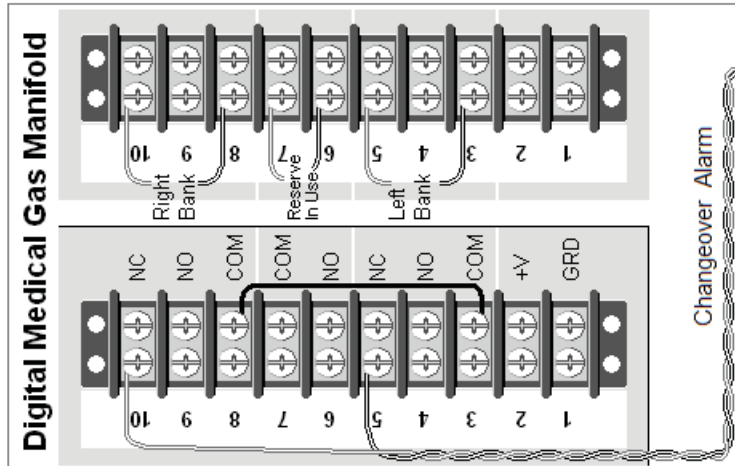 Digital Medical Gas Manifold
10 9 8 7 6 5 4 3 2 1
Right
Bank
Reserve
In Use
Left
Bank
NC NO COM COM NO NC NO COM +V GRD
10 9 8 7 6 5 4 3 2 1
Changeover Alarm